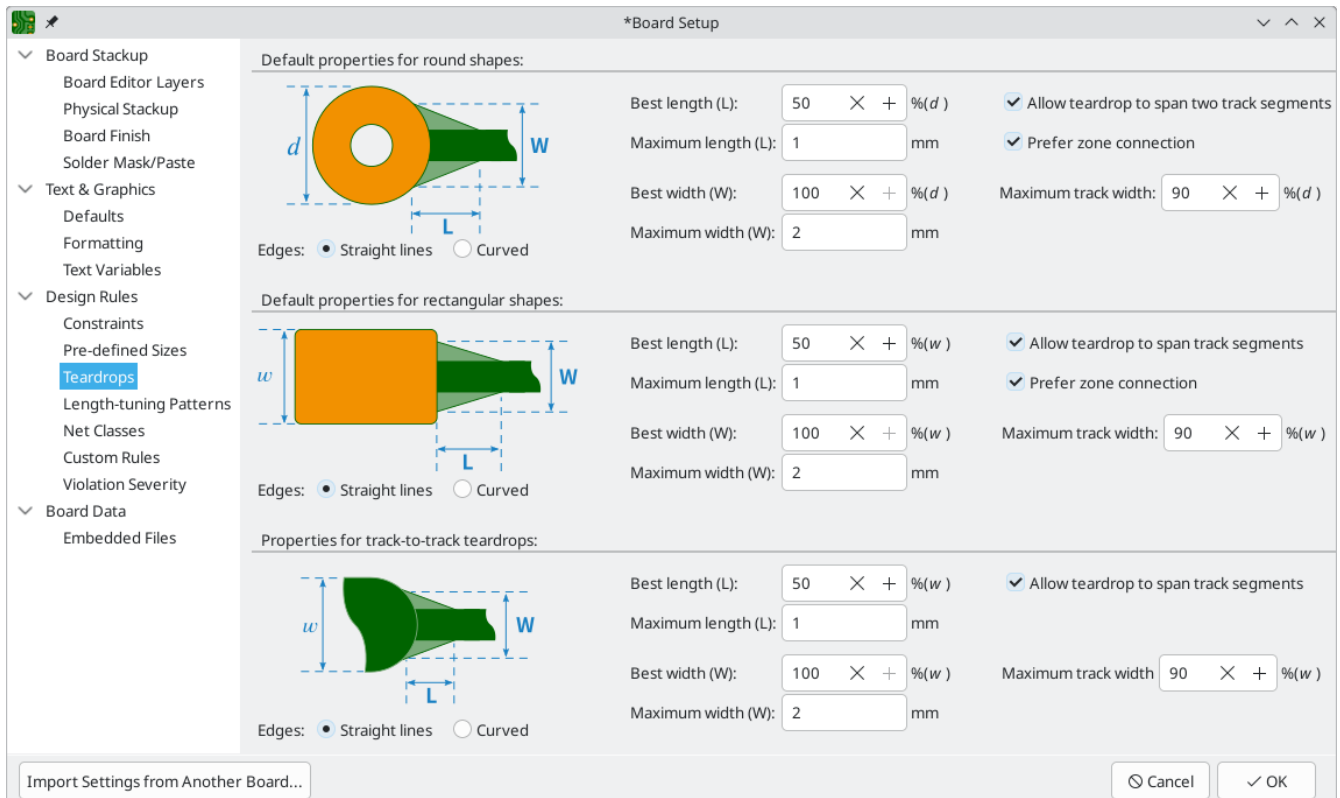 *Board Setup
Board Stackup
Board Editor Layers
Physical Stackup
Board Finish
Solder Mask/Paste
Text & Graphics
Defaults
Formatting
Text Variables
Design Rules
Constraints
Pre-defined Sizes
Teardrops
Length-tuning Patterns
Net Classes
Custom Rules
Violation Severity
Board Data
Embedded Files
Default properties for round shapes:
d
W
L
Edges: Straight lines Curved
Best length (L): 50 %(d ) Allow teardrop to span two track segments
Maximum length (L): 1 mm Prefer zone connection
Best width (W): 100 %(d ) Maximum track width: 90 %(d )
Maximum width (W): 2 mm
Default properties for rectangular shapes:
w
W
L
Edges: Straight lines Curved
Best length (L): 50 %(w ) Allow teardrop to span track segments
Maximum length (L): 1 mm Prefer zone connection
Best width (W): 100 %(w ) Maximum track width: 90 %(w )
Maximum width (W): 2 mm
Properties for track-to-track teardrops:
w
W
L
Edges: Straight lines Curved
Best length (L): 50 %(w ) Allow teardrop to span track segments
Maximum length (L): 1 mm
Best width (W): 100 %(w ) Maximum track width 90 %(w )
Maximum width (W): 2 mm
Import Settings from Another Board... Cancel OK